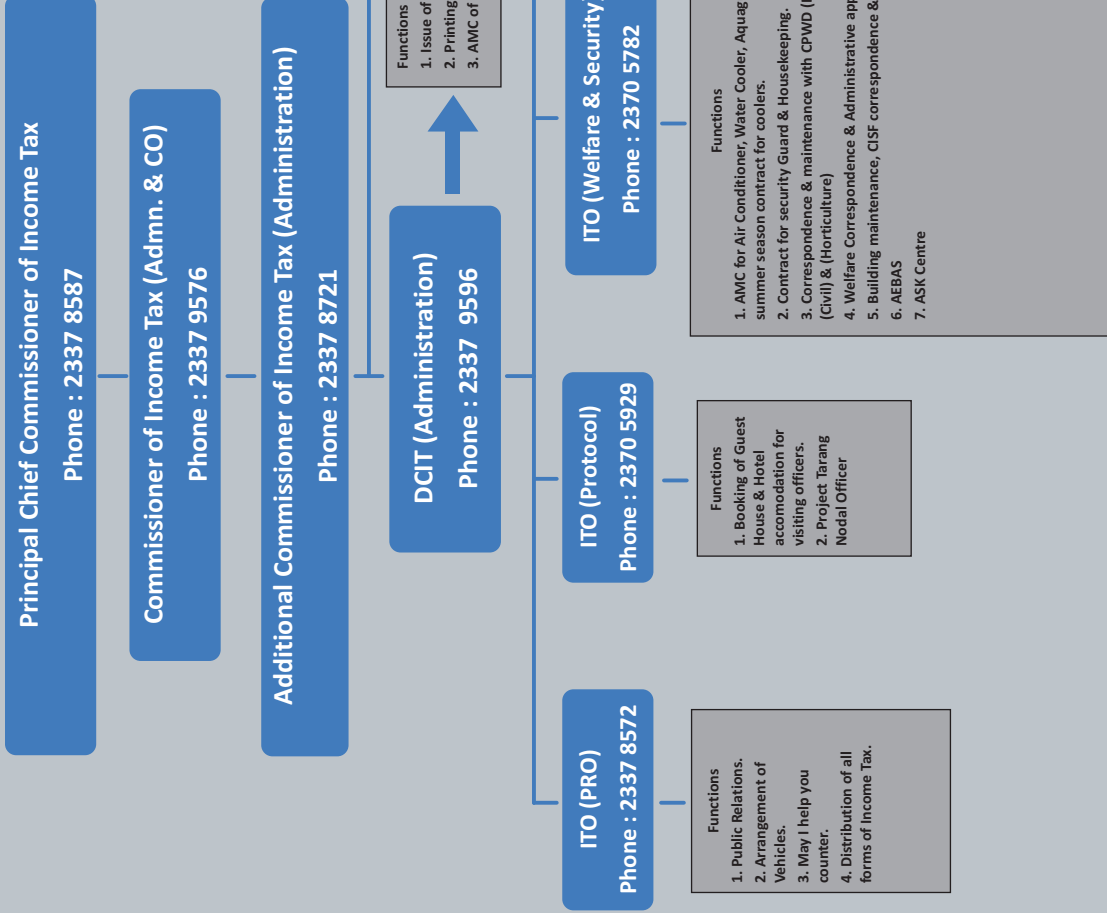 Principal Chief Commissioner of Income Tax
Phone : 2337 8587
Commissioner of Income Tax (Admn. & CO)
Phone : 2337 9576
Additional Commissioner of Income Tax (Administration)
Phone : 2337 8721
DCIT (Administration)
Phone : 2337 9596
Functions
1. Issue of
2. Printing
3. AMC of
ITO (PRO)
Phone : 2337 8572
Functions
1. Public Relations.
2. Arrangement of
Vehicles.
3. May I help you
counter.
4. Distribution of all
forms of Income Tax.
ITO (Protocol)
Phone : 2370 5929
Functions
1. Booking of Guest
House & Hotel
accomodation for
visiting officers.
2. Project Tarang
Nodal Officer
ITO (Welfare & Security)
Phone : 2370 5782
Functions
1. AMC for Air Conditioner, Water Cooler, Aquag
summer season contract for coolers.
2. Contract for security Guard & Housekeeping.
3. Correspondence & maintenance with CPWD (
(Civil) & (Horticulture)
4. Welfare Correspondence & Administrative app
5. Building maintenance, CISF correspondence &
6. AEBAS
7. ASK Centre